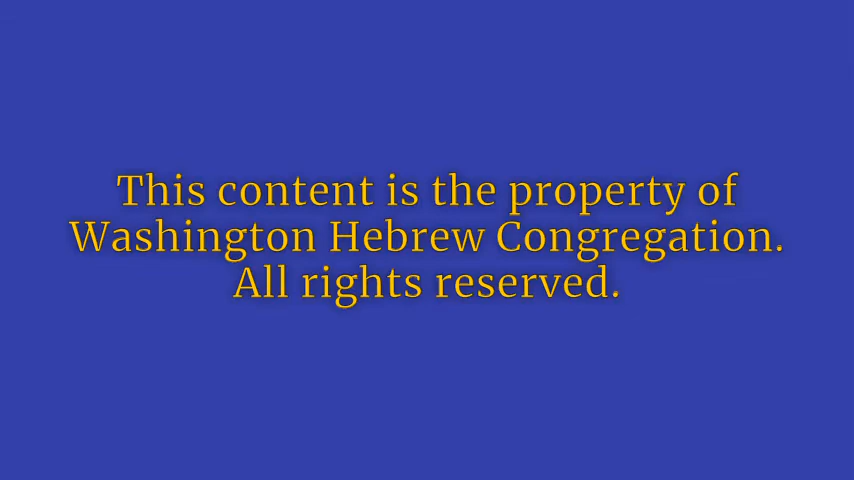 This content is the property of
Washington Hebrew Congregation.
All rights reserved.